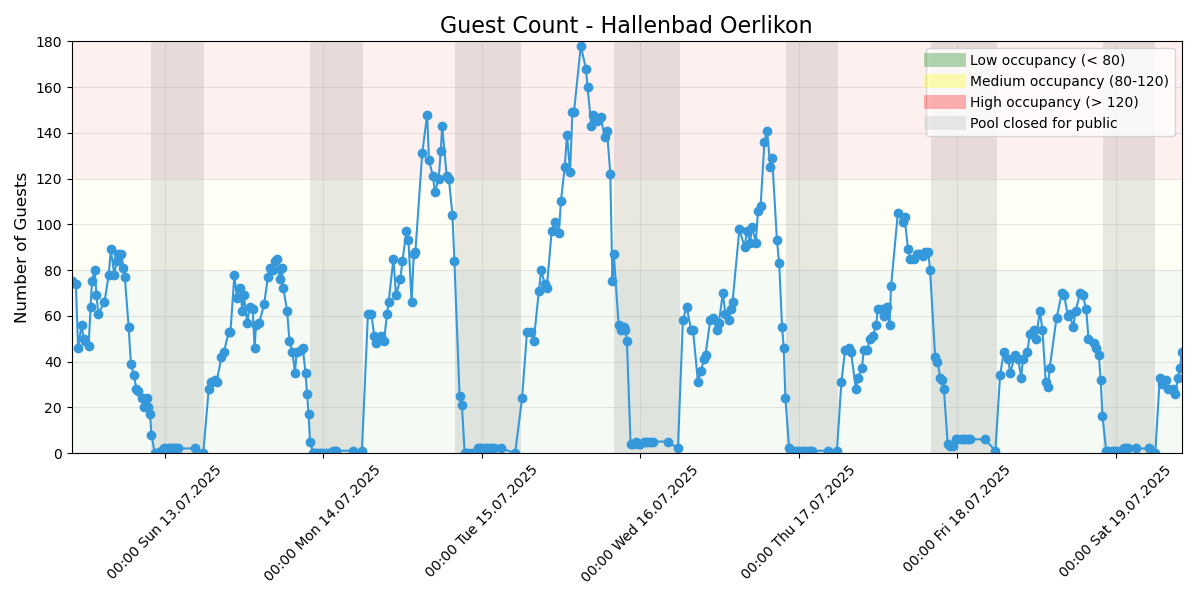 Guest Count - Hallenbad Oerlikon
Number of Guests
180
160
140
120
100
80
60
40
20
0
Low occupancy (< 80)
Medium occupancy (80-120)
High occupancy (> 120)
Pool closed for public
00:00 Sun 13.07.2025
00:00 Mon 14.07.2025
00:00 Tue 15.07.2025
00:00 Wed 16.07.2025
00:00 Thu 17.07.2025
00:00 Fri 18.07.2025
00:00 Sat 19.07.2025